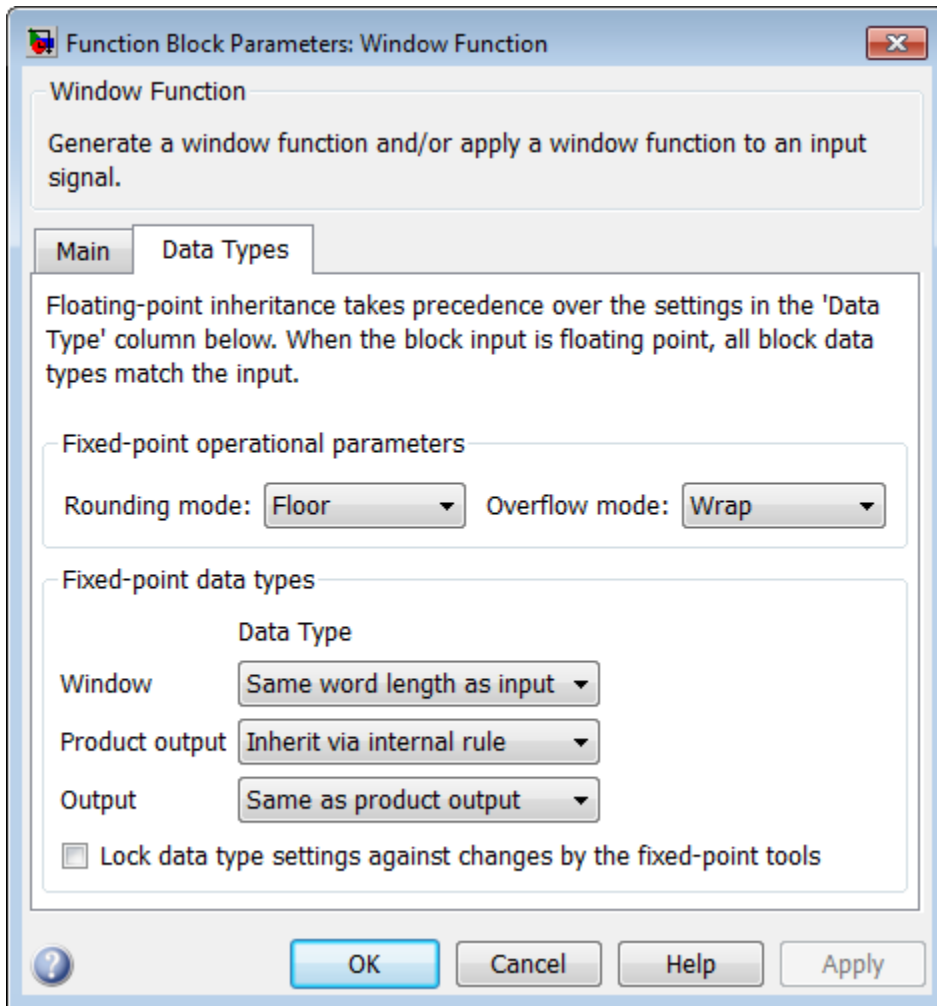 Function Block Parameters: Window Function
Window Function
Generate a window function and/or apply a window function to an input
signal.
Main
Data Types
Floating-point inheritance takes precedence over the settings in the 'Data
Type' column below. When the block input is floating point, all block data
types match the input.
Fixed-point operational parameters
Rounding mode: Floor Overflow mode: Wrap
Fixed-point data types
Data Type
Window Same word length as input
Product output Inherit via internal rule
Output Same as product output
Lock data type settings against changes by the fixed-point tools
? OK Cancel Help Apply